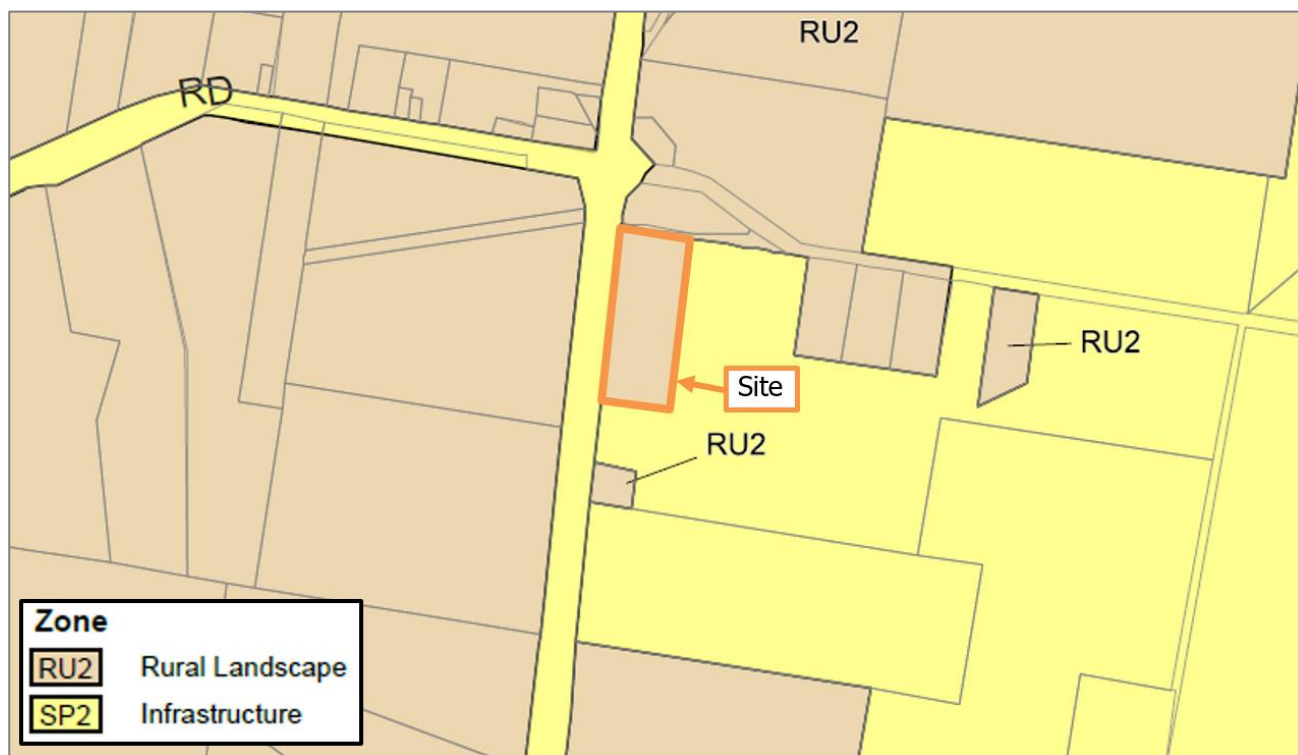 RU2
RD
RU2
Site
RU2
Zone
RU2 Rural Landscape
SP2 Infrastructure